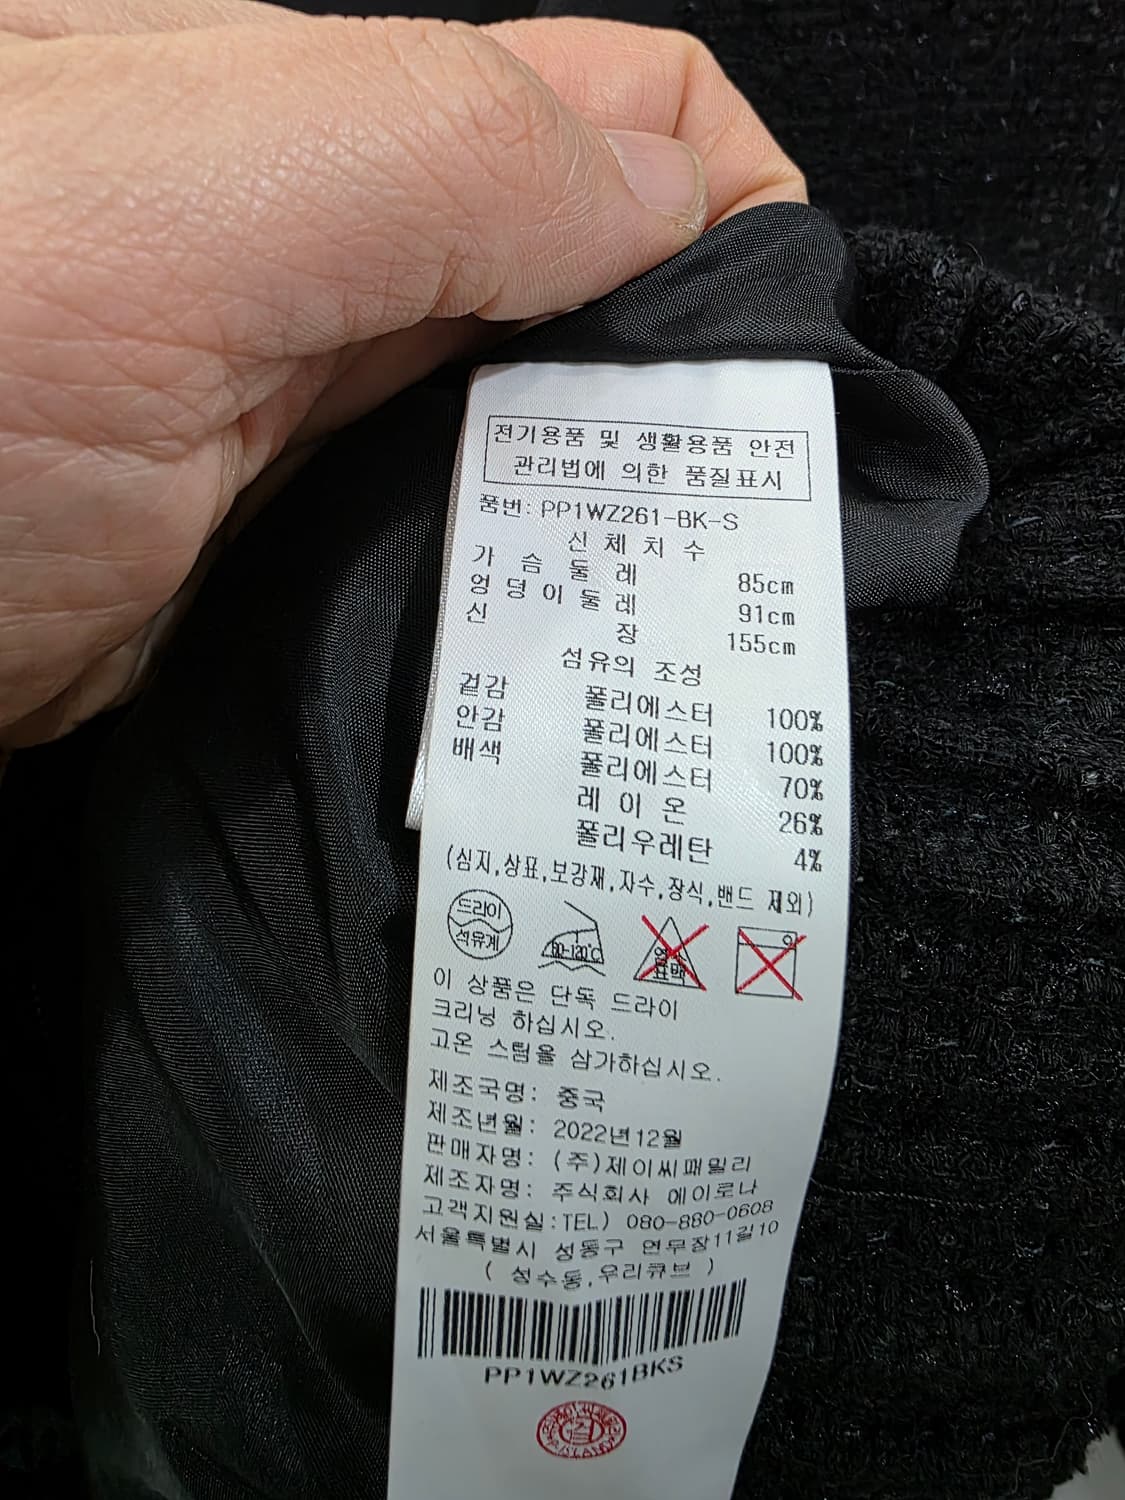 전기용품 및 생활용품 안전
관리법에 의한 품질표시
품번: PP1WZ261-BK-S
신 체 치 수
가 슴 둘 레 85cm
엉 덩 이 둘 레 91cm
신 장 155cm
섬유의 조성
겉감 폴리에스터 100%
안감 폴리에스터 100%
배색 폴리에스터 70%
레 이 온 26%
폴리우레탄 4%
(심지,상표,보강재,자수,장식,밴드 제외)
드라이
석유계
80-120℃
염소
표백
이 상품은 단독 드라이
크리닝 하십시오.
고온 스팀을 삼가하십시오.
제조국명: 중국
제조년월: 2022년12월
판매자명: (주)제이씨패밀리
제조자명: 주식회사 에이로나
고객지원실:TEL) 080-880-0608
서울특별시 성동구 연무장11길10
( 성수동,우리큐브 )
PP1WZ261BKS